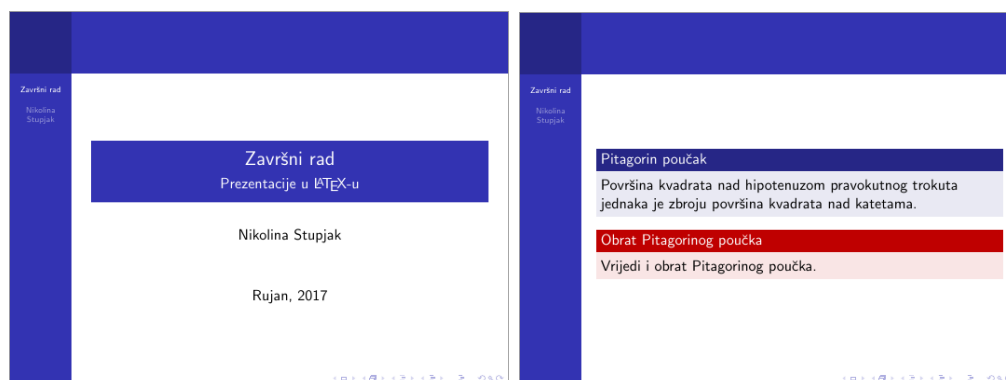 Završni rad
Nikolina
Stupjak
Završni rad
Prezentacije u LATEX-u
Nikolina Stupjak
Rujan, 2017
Završni rad
Nikolina
Stupjak
Pitagorin poučak
Površina kvadrata nad hipotenuzom pravokutnog trokuta
jednaka je zbroju površina kvadrata nad katetama.
Obrat Pitagorinog poučka
Vrijedi i obrat Pitagorinog poučka.